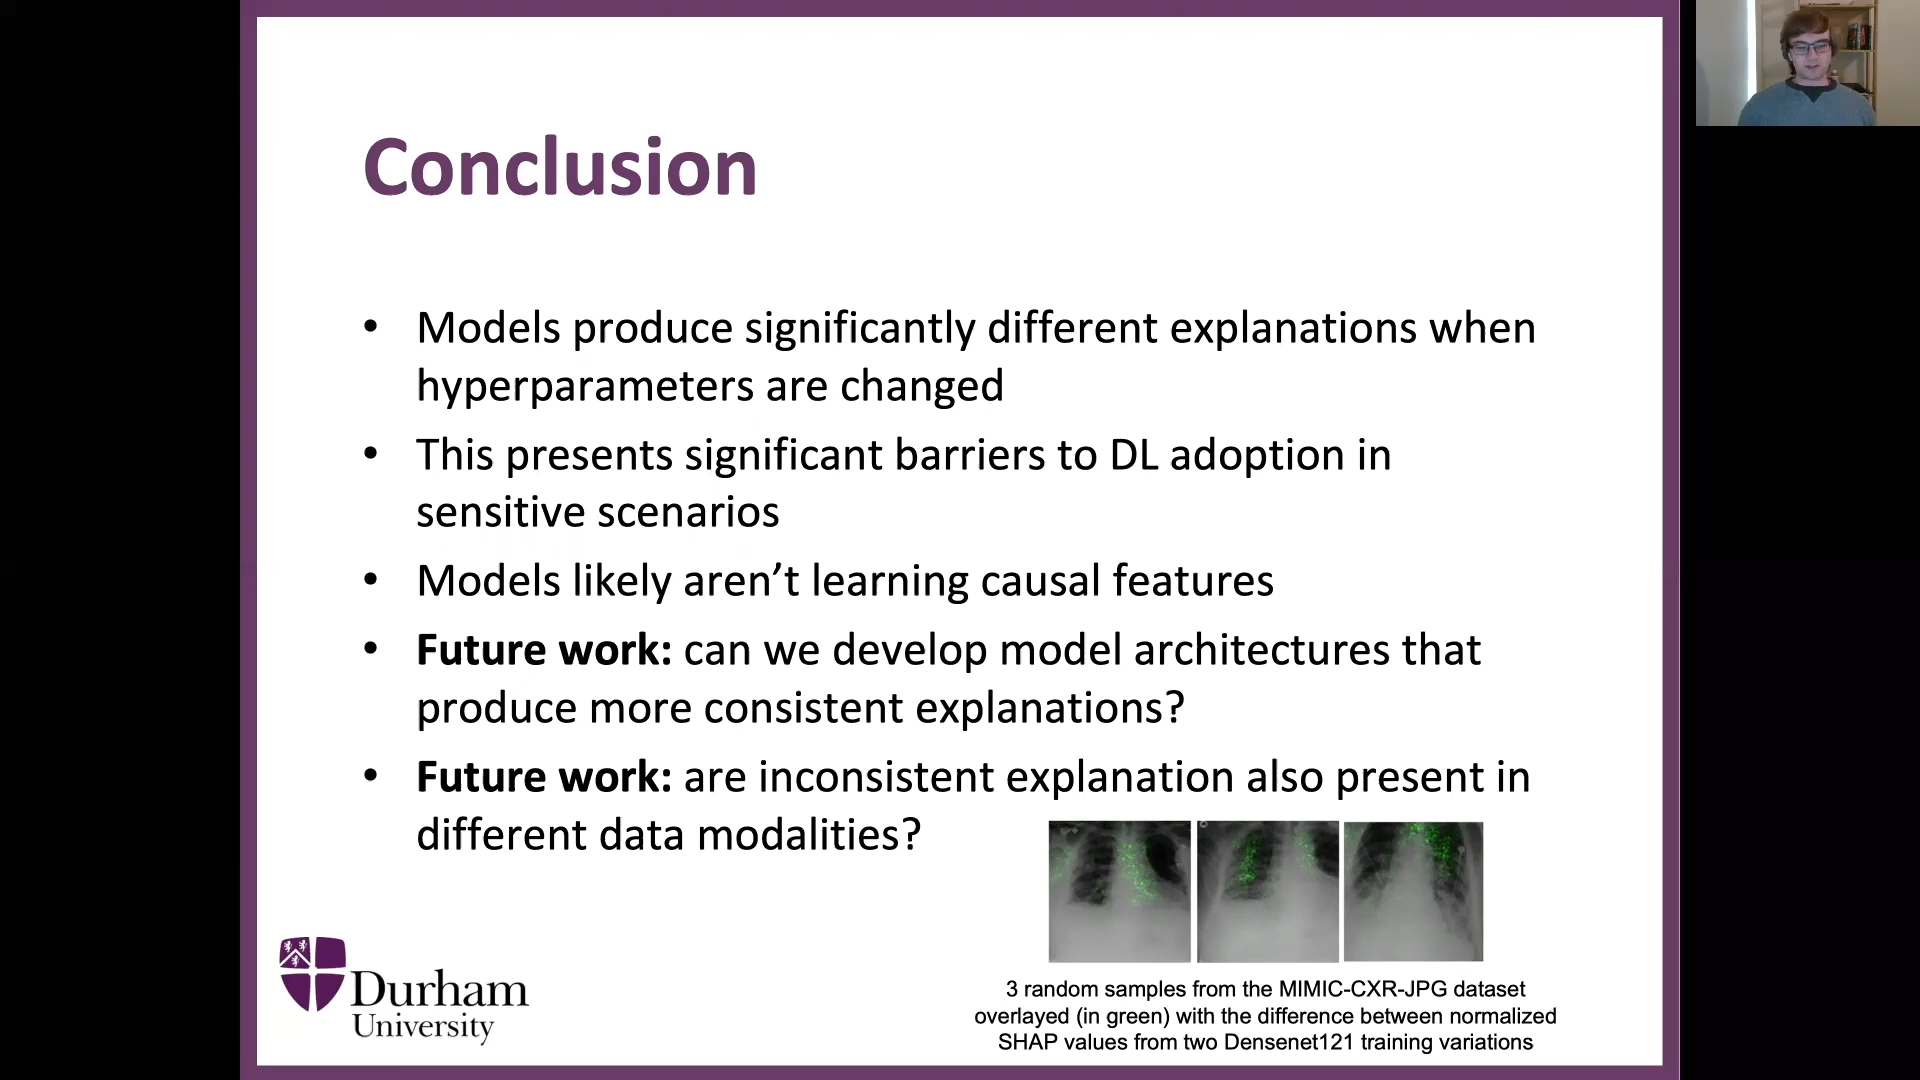 Conclusion
• Models produce significantly different explanations when
hyperparameters are changed
• This presents significant barriers to DL adoption in
sensitive scenarios
• Models likely aren’t learning causal features
• Future work: can we develop model architectures that
produce more consistent explanations?
• Future work: are inconsistent explanation also present in
different data modalities?
Durham
University
3 random samples from the MIMIC-CXR-JPG dataset
overlayed (in green) with the difference between normalized
SHAP values from two Densenet121 training variations